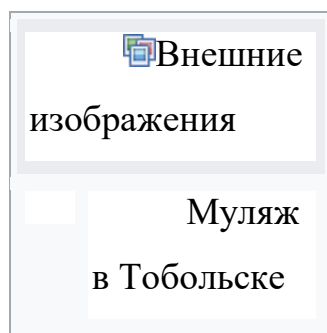 Внешние
изображения
Муляж
в Тобольске